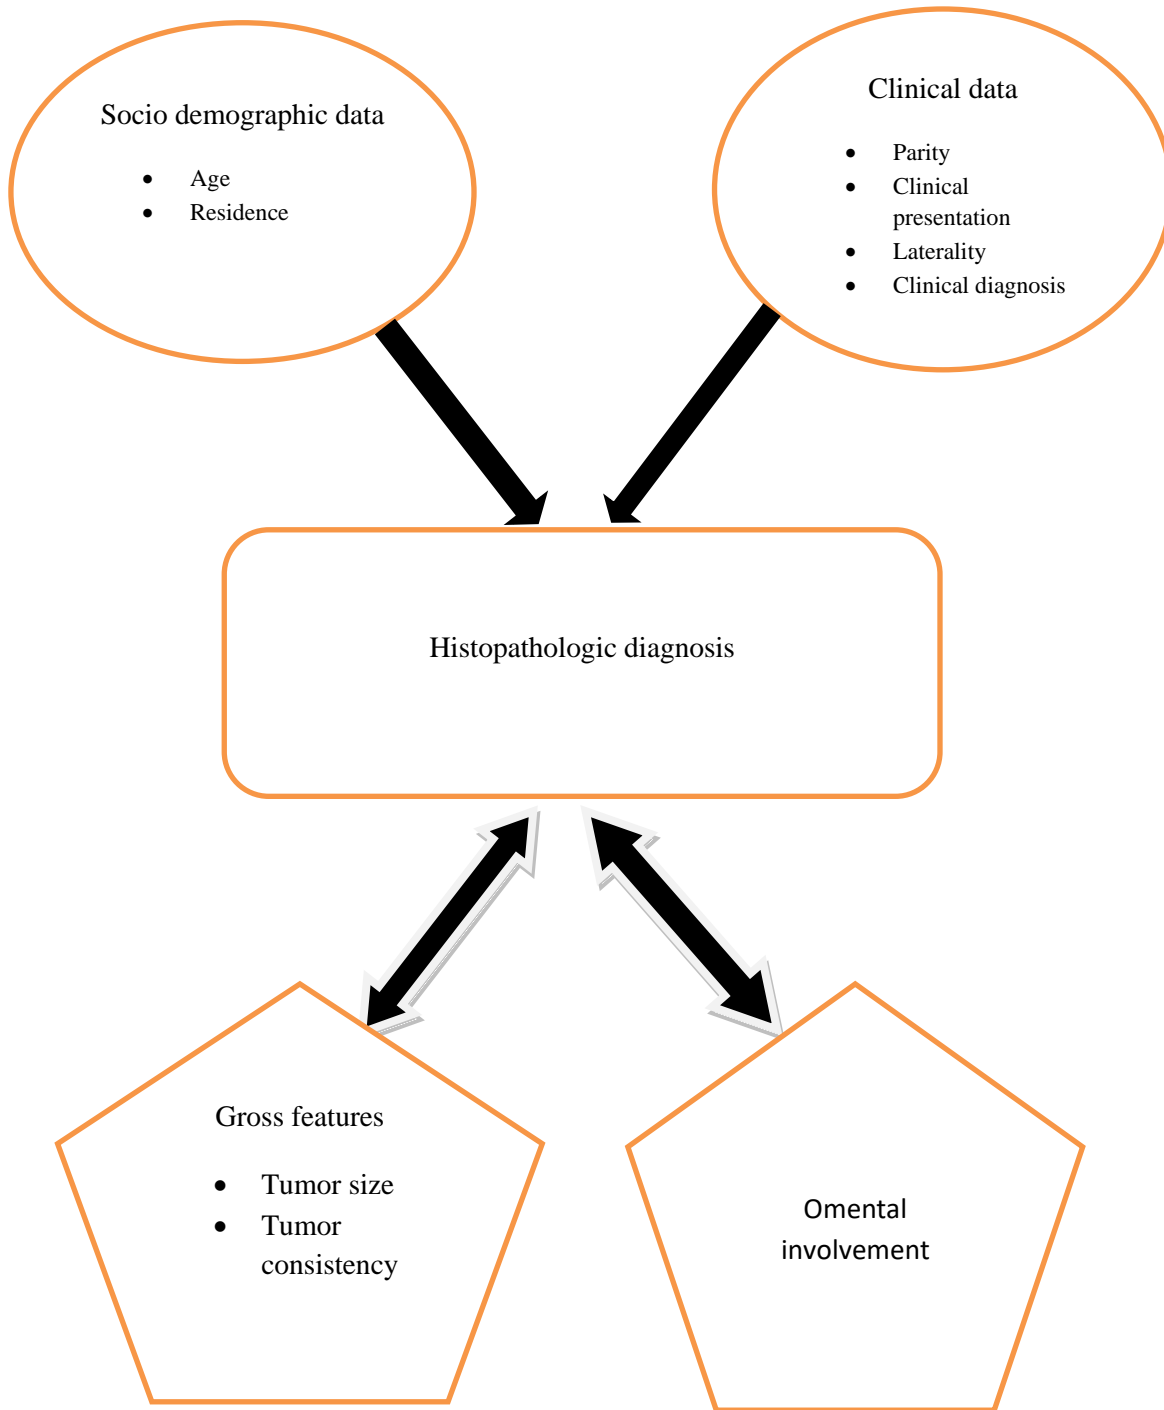 Socio demographic data
• Age
• Residence
Clinical data
• Parity
• Clinical
presentation
• Laterality
• Clinical diagnosis
Histopathologic diagnosis
Gross features
• Tumor size
• Tumor
consistency
Omental
involvement